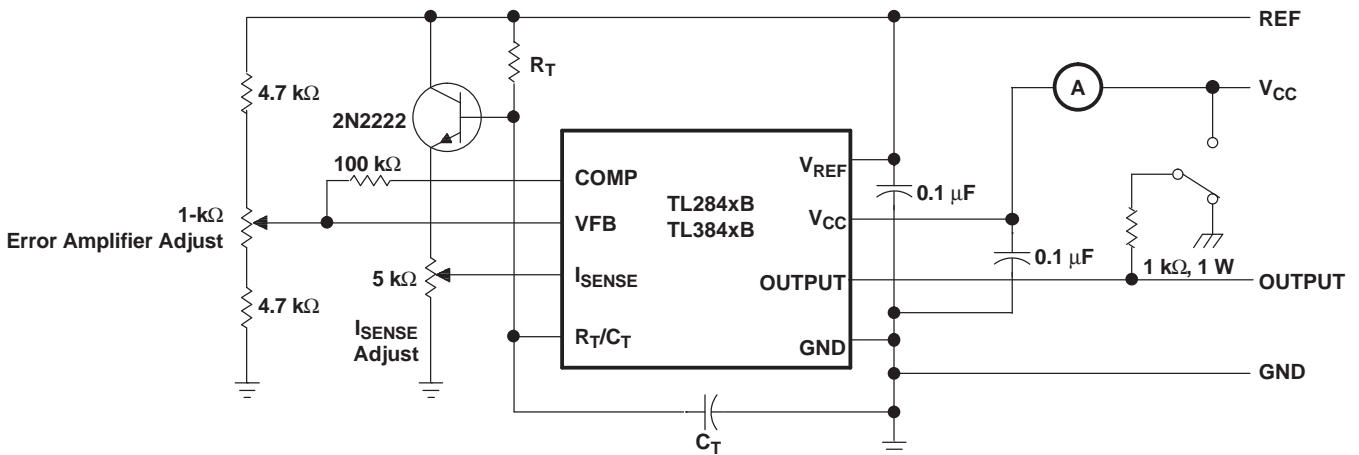 REF
R_T
4.7 kΩ
A
V_CC
2N2222
100 kΩ
COMP
V_REF
0.1 μF
TL284xB
TL384xB
1-kΩ
Error Amplifier Adjust
VFB
V_CC
0.1 μF
1 kΩ, 1 W
5 kΩ
I_SENSE
OUTPUT
OUTPUT
4.7 kΩ
I_SENSE
Adjust
R_T/C_T
GND
GND
C_T